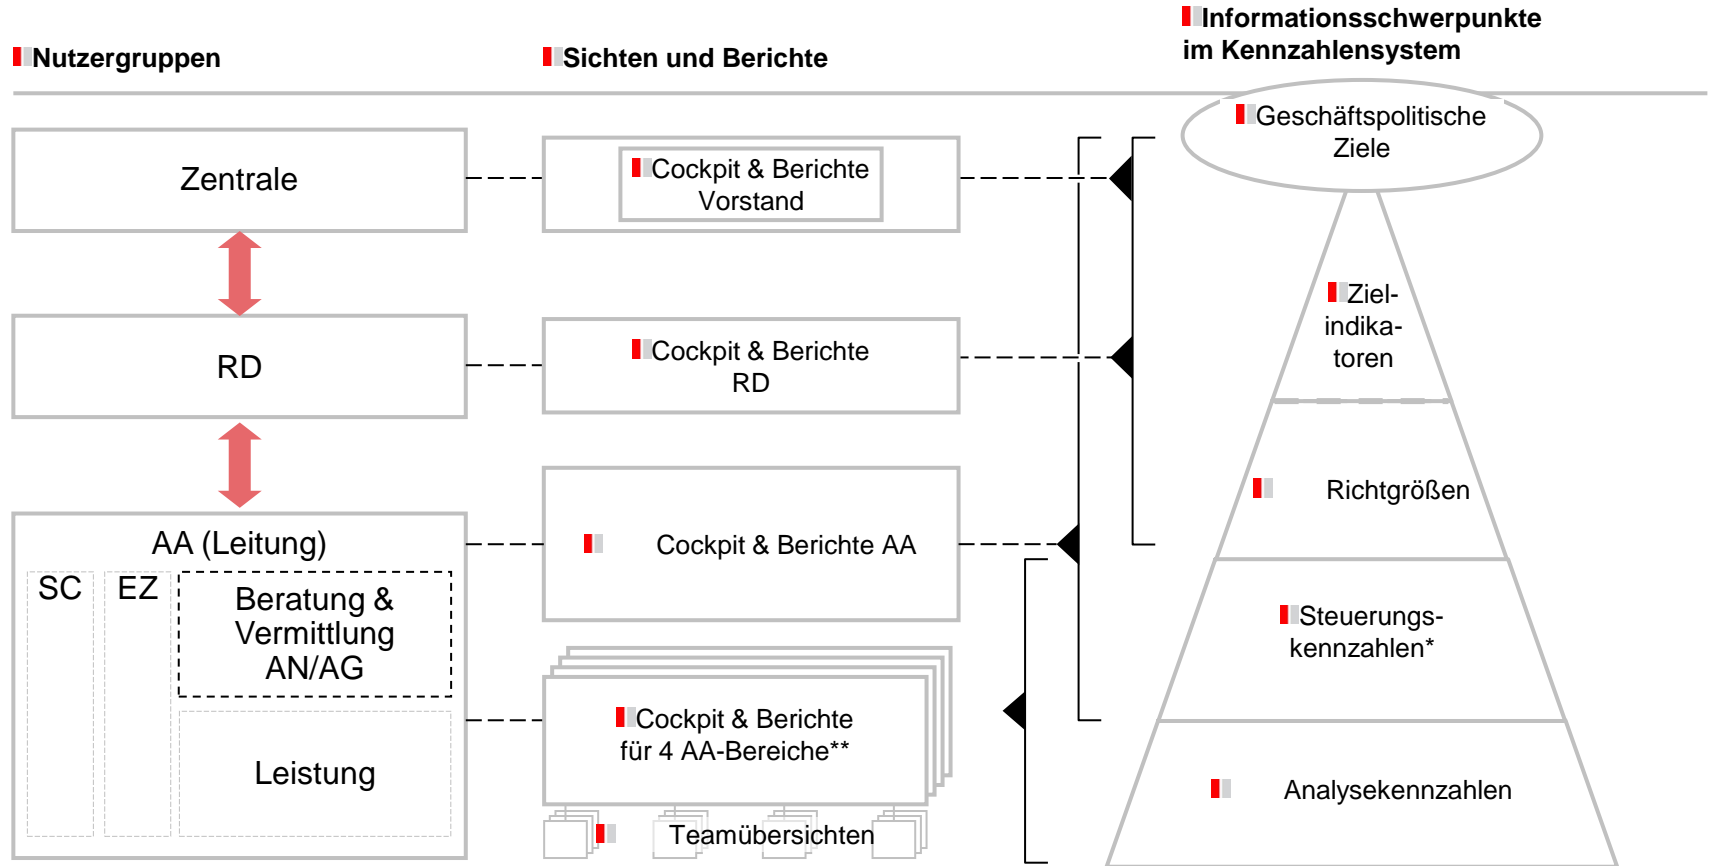 Nutzergruppen
Sichten und Berichte
Informationsschwerpunkte
im Kennzahlensystem
Zentrale
Cockpit & Berichte
Vorstand
Geschäftspolitische
Ziele
RD
Cockpit & Berichte
RD
Ziel-
indika-
toren
Richtgrößen
AA (Leitung)
SC
EZ
Beratung &
Vermittlung
AN/AG
Leistung
Cockpit & Berichte AA
Steuerungs-
kennzahlen*
Cockpit & Berichte
für 4 AA-Bereiche**
Teamübersichten
Analysekennzahlen